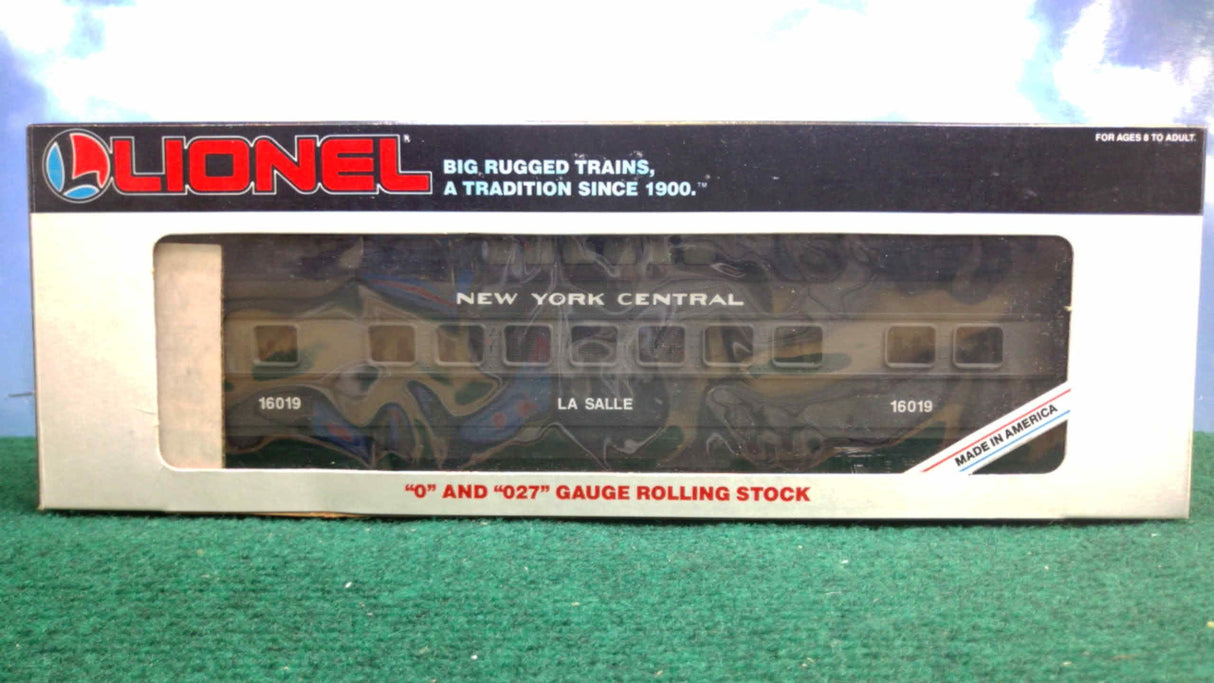 LIONEL®
BIG, RUGGED TRAINS,
A TRADITION SINCE 1900.™
FOR AGES 8 TO ADULT.
NEW YORK CENTRAL
16019
LA SALLE
16019
MADE IN AMERICA
“O” AND “027” GAUGE ROLLING STOCK